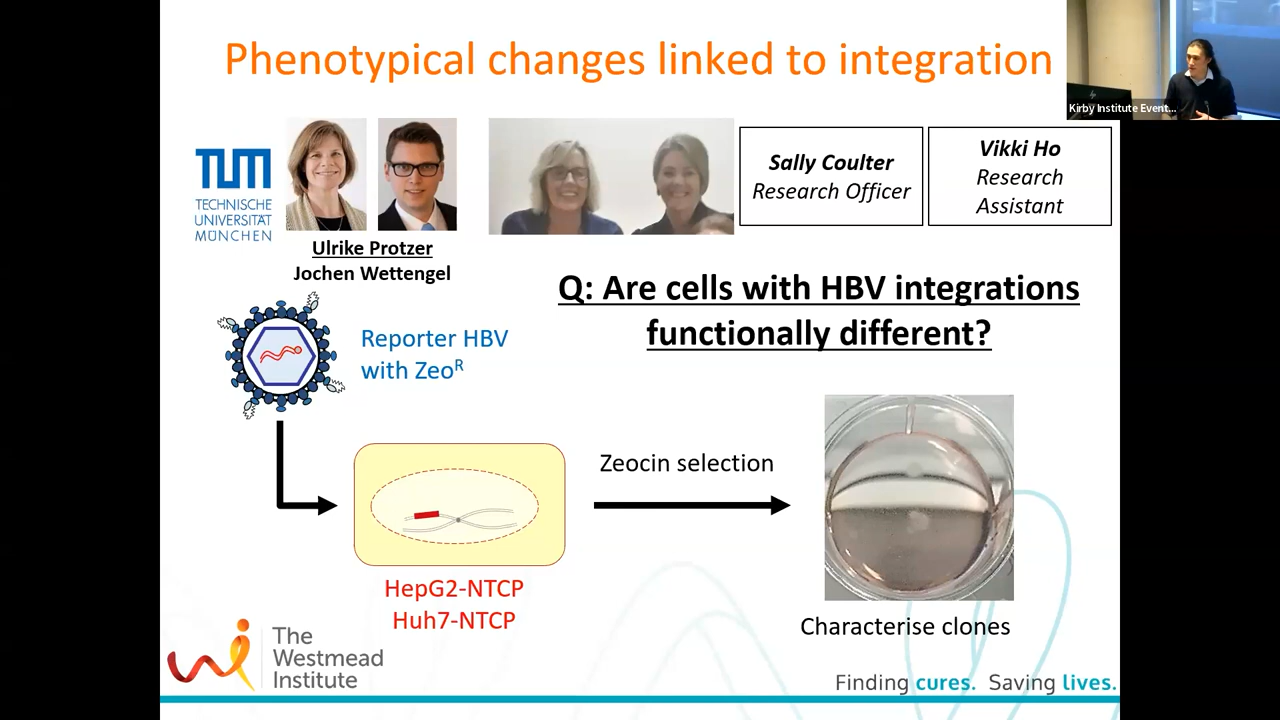 Phenotypical changes linked to integration
Kirby Institute Event...
TUM
TECHNISCHE
UNIVERSITÄT
MÜNCHEN
Ulrike Protzer
Jochen Wettengel
Sally Coulter
Research Officer
Vikki Ho
Research
Assistant
Q: Are cells with HBV integrations
functionally different?
Reporter HBV
with Zeoᴿ
Zeocin selection
HepG2-NTCP
Huh7-NTCP
Characterise clones
The
Westmead
Institute
Finding cures. Saving lives.